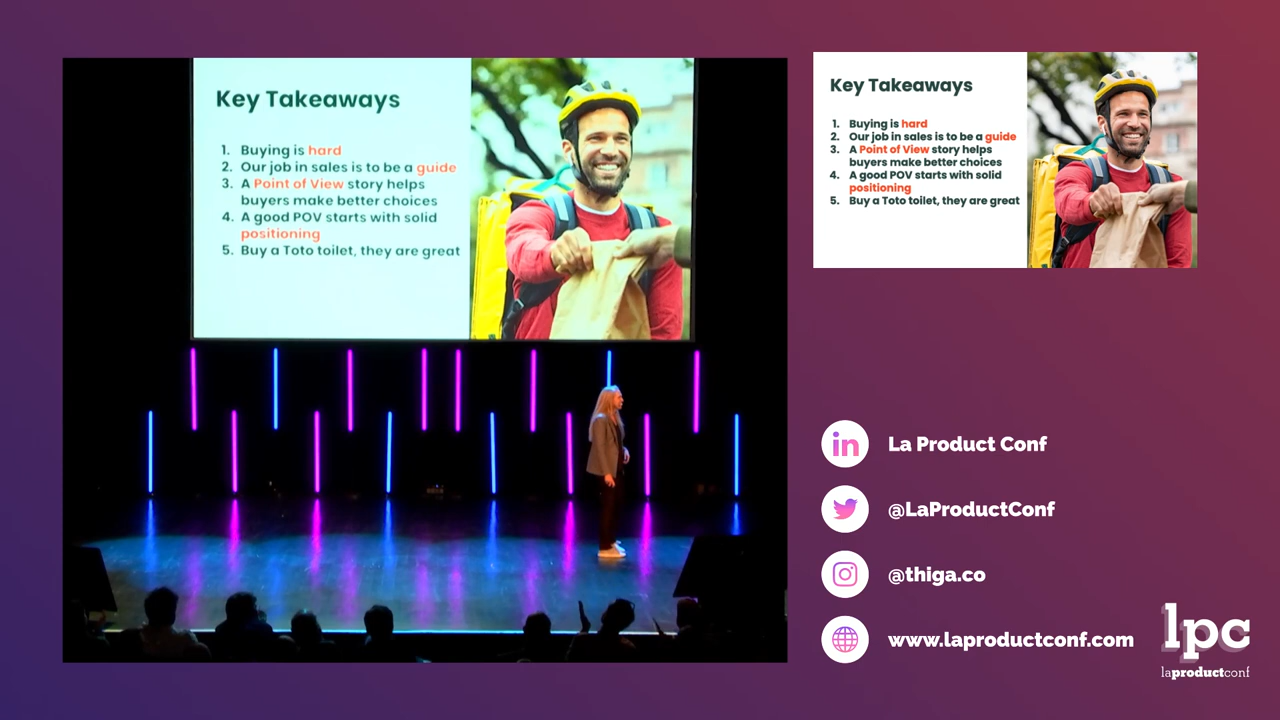 Key Takeaways
1. Buying is hard
2. Our job in sales is to be a guide
3. A Point of View story helps
buyers make better choices
4. A good POV starts with solid
positioning
5. Buy a Toto toilet, they are great
Key Takeaways
1. Buying is hard
2. Our job in sales is to be a guide
3. A Point of View story helps
buyers make better choices
4. A good POV starts with solid
positioning
5. Buy a Toto toilet, they are great
in La Product Conf
@LaProductConf
@thiga.co
www.laproductconf.com
lpc
laproductconf